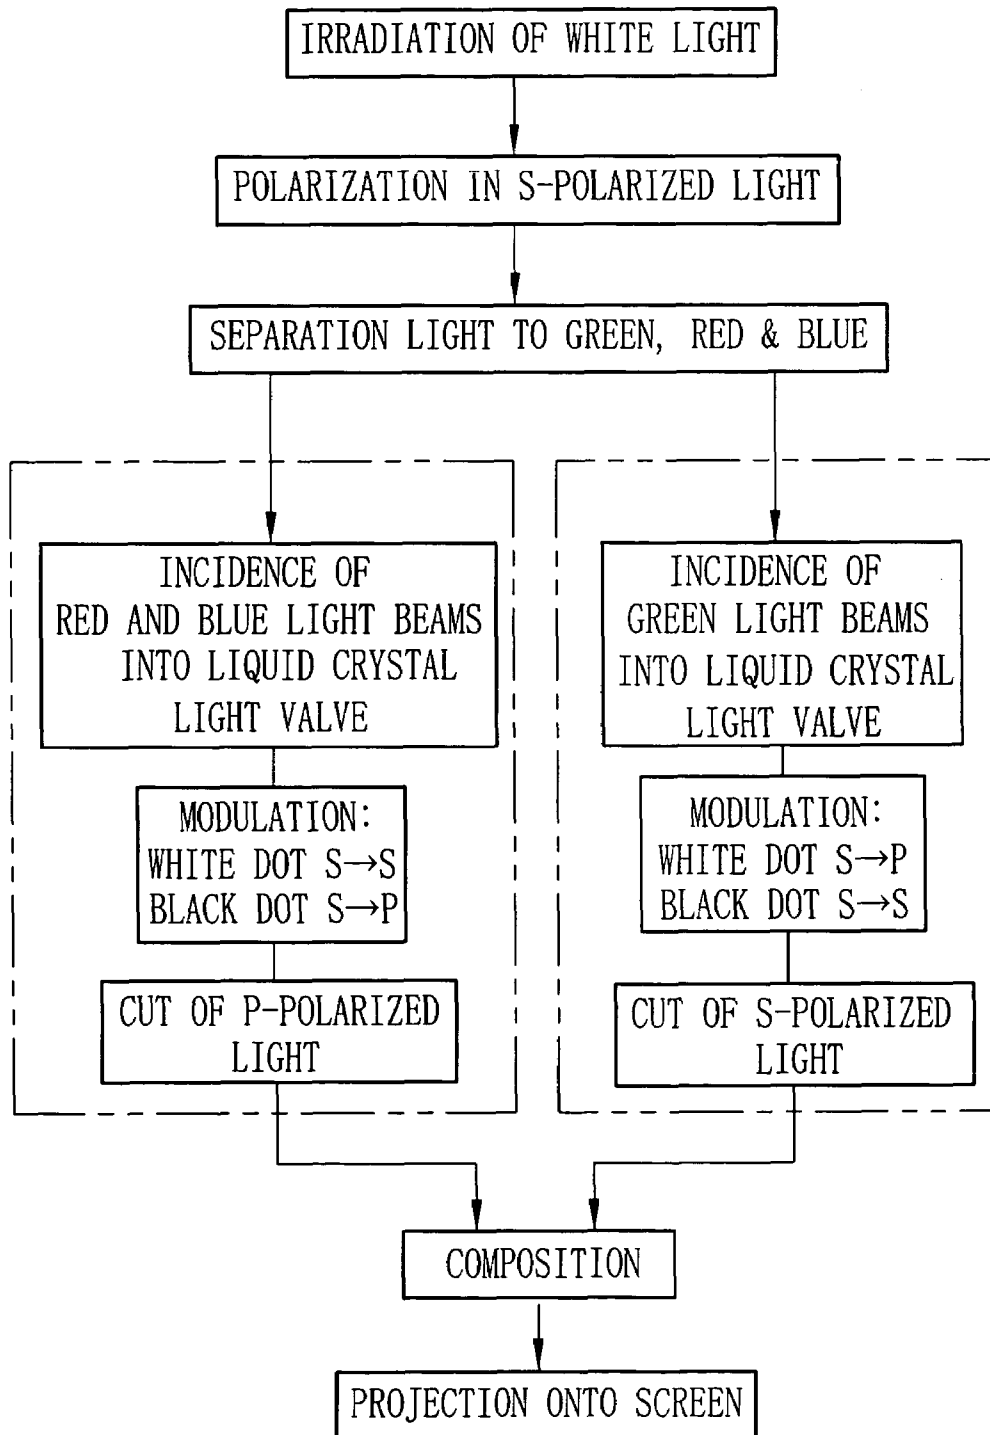 IRRADIATION OF WHITE LIGHT
POLARIZATION IN S-POLARIZED LIGHT
SEPARATION LIGHT TO GREEN, RED & BLUE
INCIDENCE OF
RED AND BLUE LIGHT BEAMS
INTO LIQUID CRYSTAL
LIGHT VALVE
MODULATION:
WHITE DOT S→S
BLACK DOT S→P
CUT OF P-POLARIZED
LIGHT
INCIDENCE OF
GREEN LIGHT BEAMS
INTO LIQUID CRYSTAL
LIGHT VALVE
MODULATION:
WHITE DOT S→P
BLACK DOT S→S
CUT OF S-POLARIZED
LIGHT
COMPOSITION
PROJECTION ONTO SCREEN